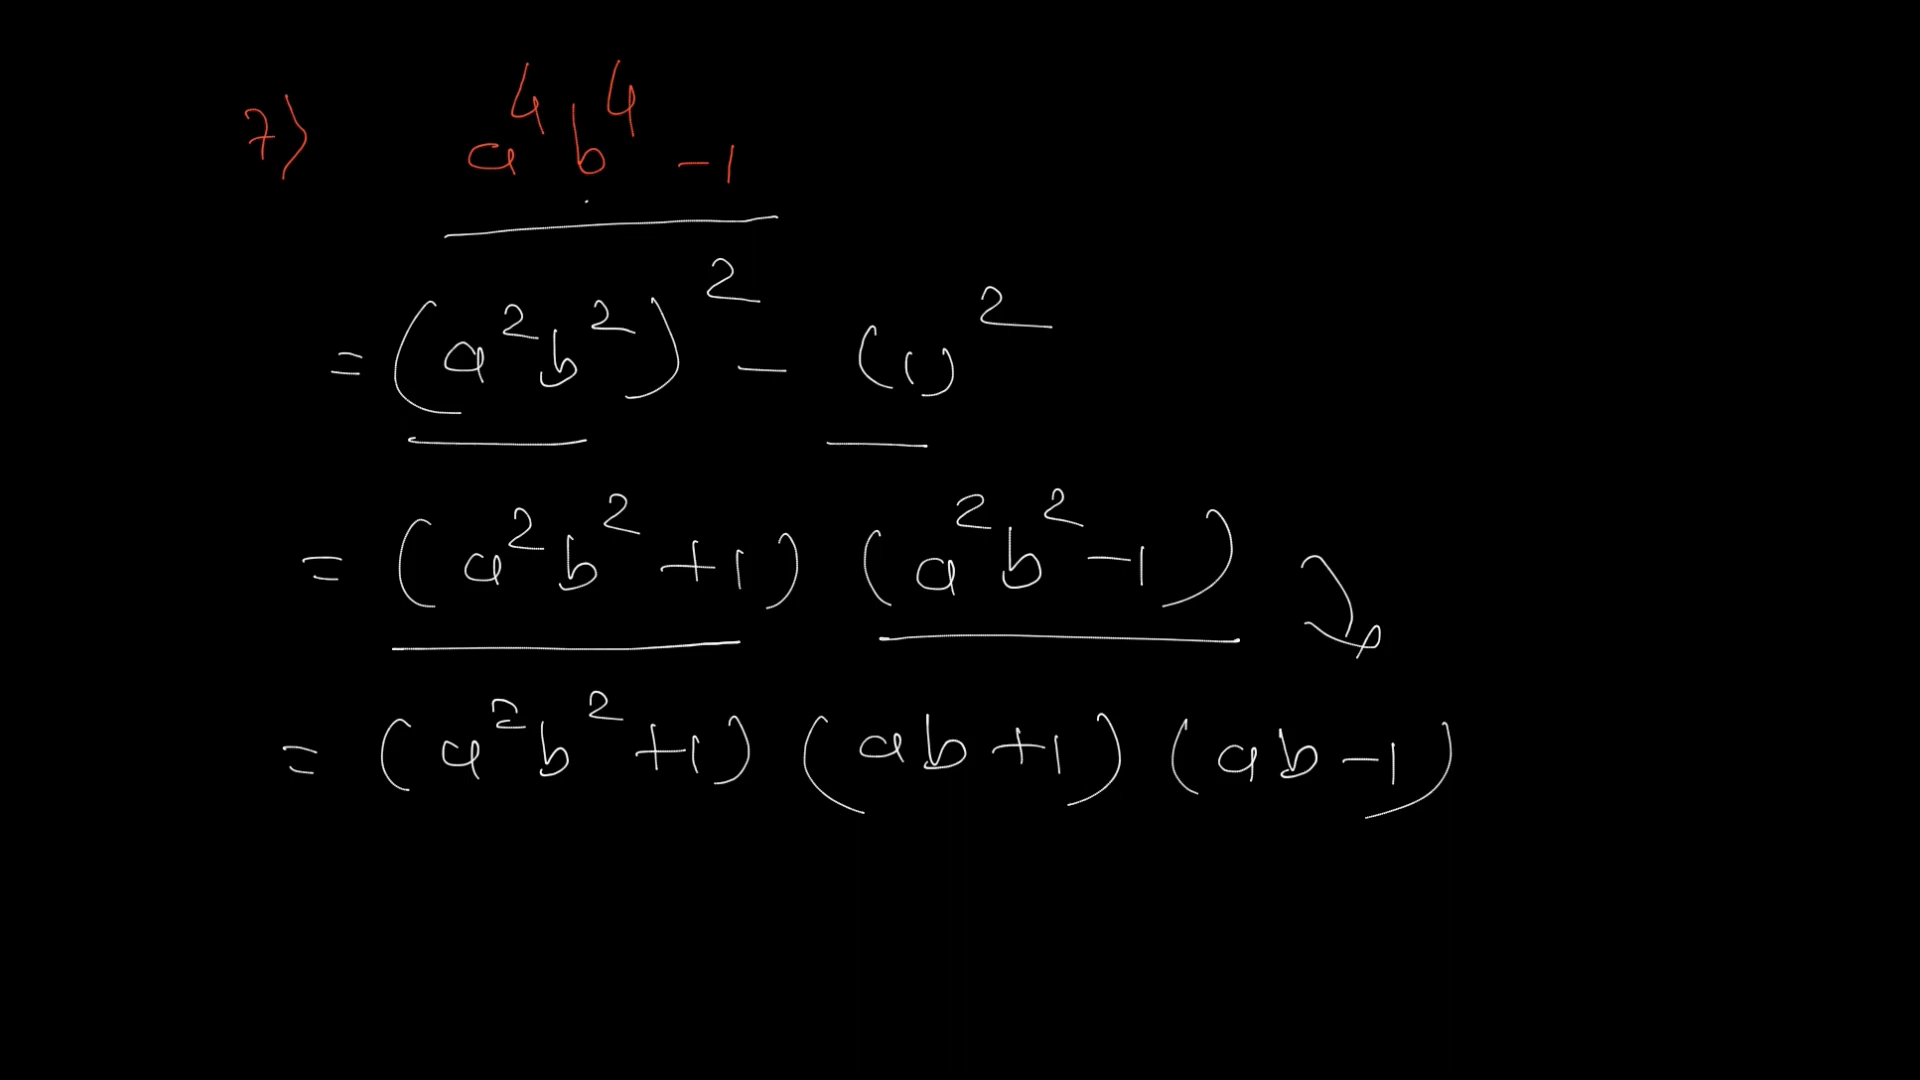 7) a⁴b⁴ -1
= (a²b²)² - (1)²
= (a²b² +1) (a²b² -1)
= (a²b² +1) (ab +1) (ab -1)